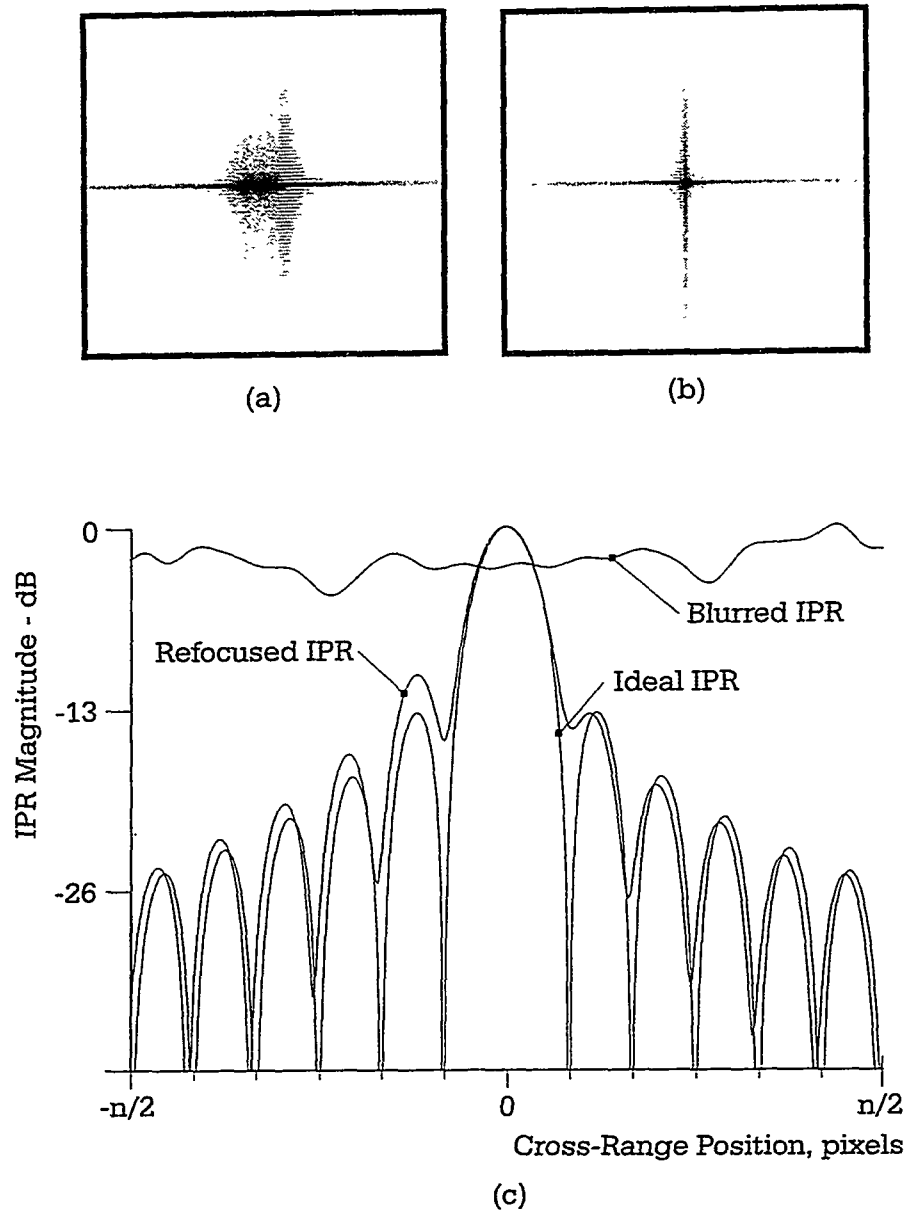 (a)
(b)
0
Blurred IPR
Refocused IPR
Ideal IPR
-13
IPR Magnitude - dB
-26
-n/2
0
n/2
Cross-Range Position, pixels
(c)